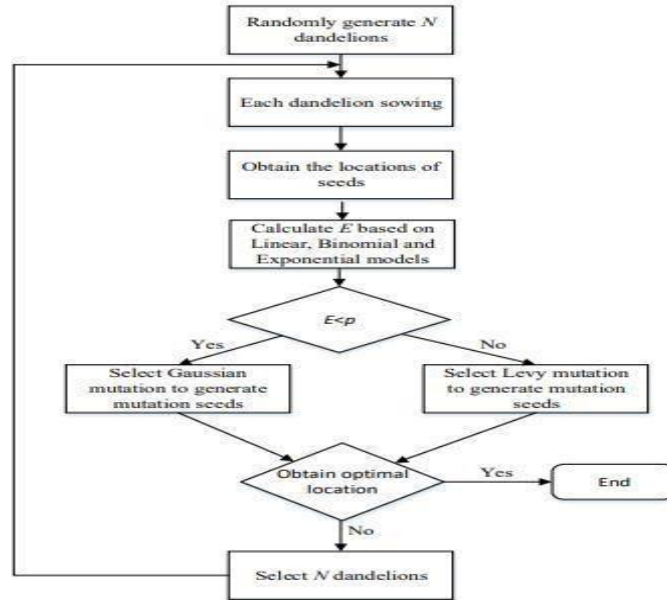 Randomly generate N
dandelions
Each dandelion sowing
Obtain the locations of
seeds
Calculate E based on
Linear, Binomial and
Exponential models
E<p
Yes
No
Select Gaussian
mutation to generate
mutation seeds
Select Levy mutation
to generate mutation
seeds
Obtain optimal
location
Yes
End
No
Select N dandelions